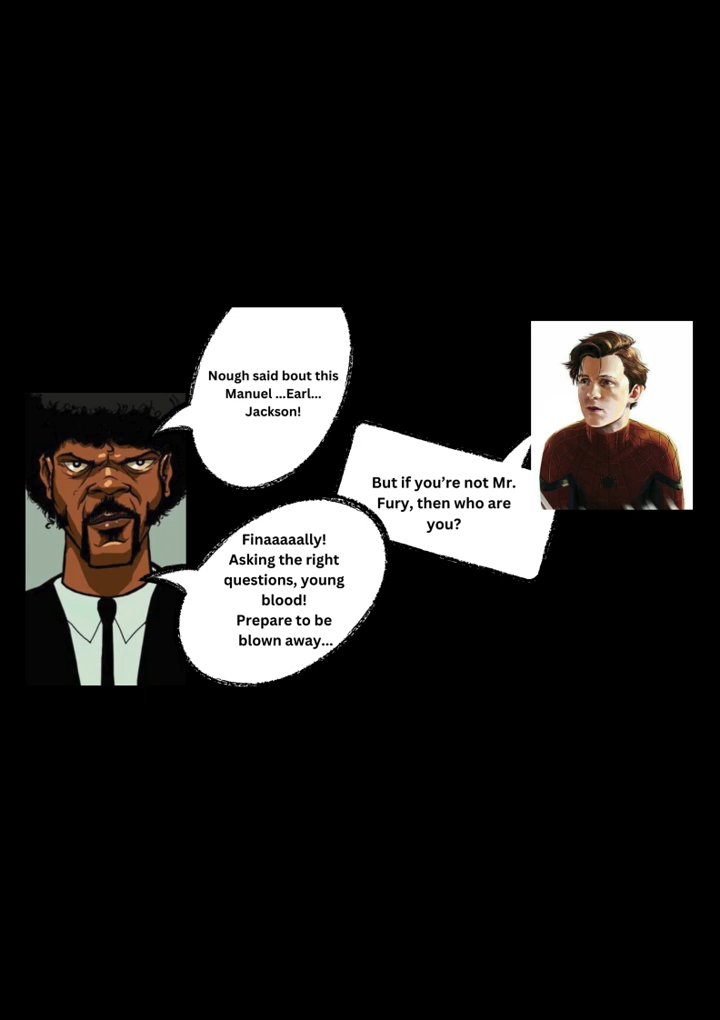 Nough said bout this
Manuel ...Earl...
Jackson!
But if you're not Mr.
Fury, then who are
you?
Finaaaaally!
Asking the right
questions, young
blood!
Prepare to be
blown away...